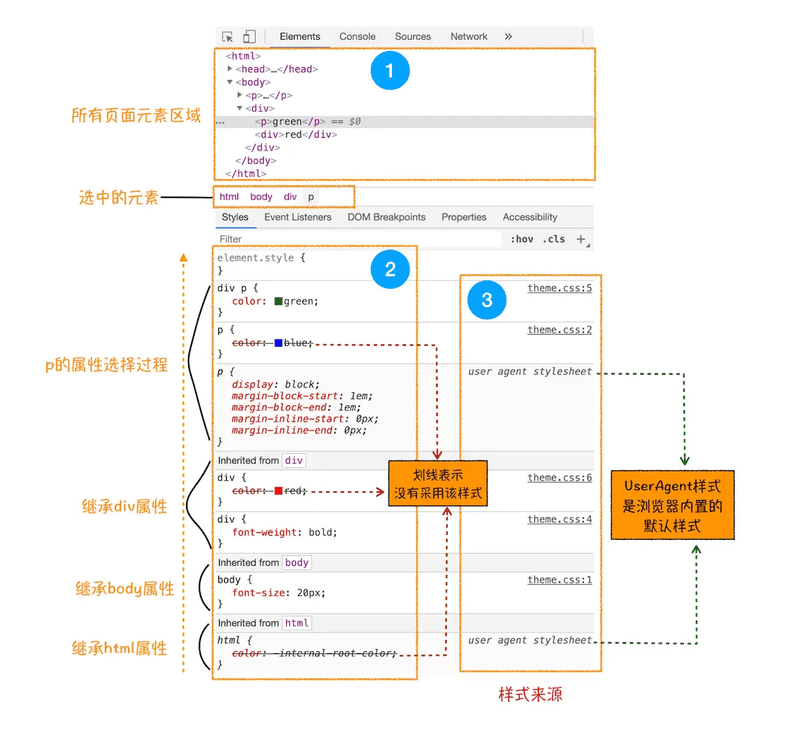 Elements Console Sources Network »
<html>
▶<head>…</head>
▼<body>
▶<p>…</p>
▼<div>
… <p>green</p> == $0
<div>red</div>
</div>
</body>
</html>
1
所有页面元素区域
选中的元素
html body div p
Styles Event Listeners DOM Breakpoints Properties Accessibility
Filter :hov .cls +
element.style {
}
2
div p { theme.css:5
color: green;
}
3
p { theme.css:2
color: blue;
}
p的属性选择过程
p { user agent stylesheet
display: block;
margin-block-start: 1em;
margin-block-end: 1em;
margin-inline-start: 0px;
margin-inline-end: 0px;
}
Inherited from div
div { theme.css:6
color: red;
}
划线表示
没有采用该样式
UserAgent样式
是浏览器内置的
默认样式
继承div属性
div { theme.css:4
font-weight: bold;
}
Inherited from body
继承body属性
body { theme.css:1
font-size: 20px;
}
Inherited from html
继承html属性
html { user agent stylesheet
color: -internal-root-color;
}
样式来源